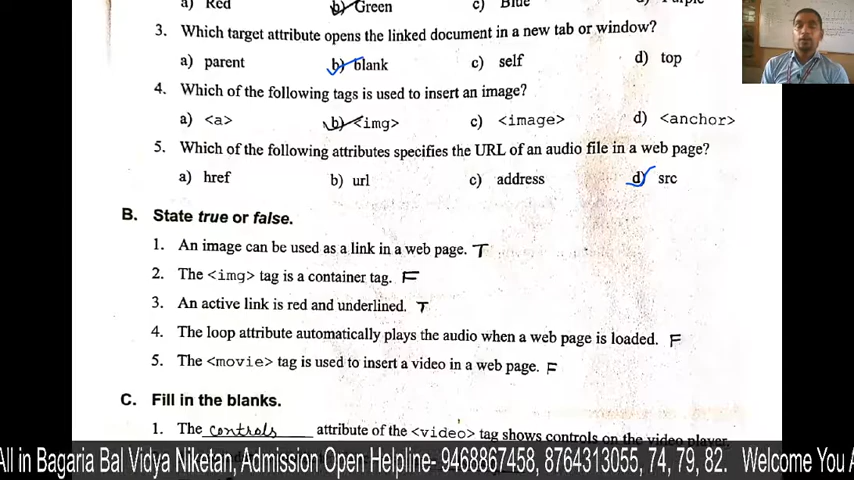 a) Red b) Green c) Blue
3. Which target attribute opens the linked document in a new tab or window?
a) parent b) blank c) self d) top
4. Which of the following tags is used to insert an image?
a) <a> b) <img> c) <image> d) <anchor>
5. Which of the following attributes specifies the URL of an audio file in a web page?
a) href b) url c) address d) src
B. State true or false.
1. An image can be used as a link in a web page. T
2. The <img> tag is a container tag. F
3. An active link is red and underlined. T
4. The loop attribute automatically plays the audio when a web page is loaded. F
5. The <movie> tag is used to insert a video in a web page. F
C. Fill in the blanks.
1. The controls attribute of the <video> tag shows controls on the video player.
All in Bagaria Bal Vidya Niketan, Admission Open Helpline- 9468867458, 8764313055, 74, 79, 82. Welcome You A